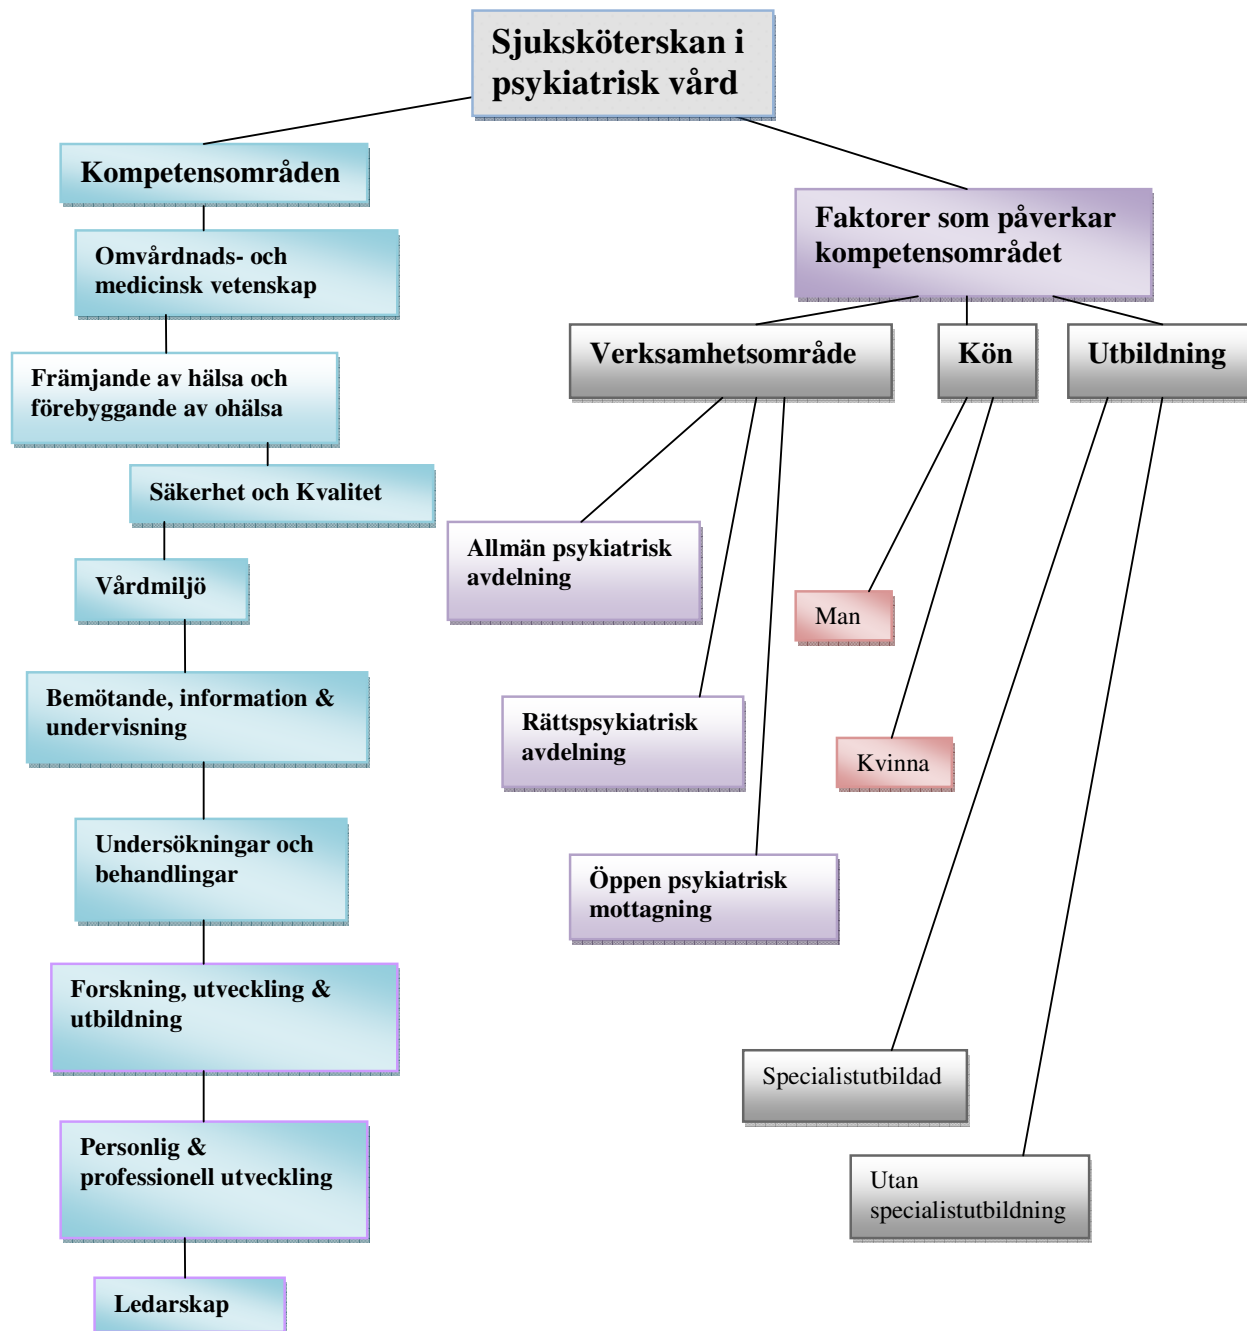 Sjuksköterskan i
psykiatrisk vård
Kompetensområden
Omvårdnads- och
medicinsk vetenskap
Främjande av hälsa och
förebyggande av ohälsa
Säkerhet och Kvalitet
Vårdmiljö
Bemötande, information &
undervisning
Undersökningar och
behandlingar
Forskning, utveckling &
utbildning
Personlig &
professionell utveckling
Ledarskap
Faktorer som påverkar
kompetensområdet
Verksamhetsområde
Allmän psykiatrisk
avdelning
Rättspsykiatrisk
avdelning
Öppen psykiatrisk
mottagning
Kön
Man
Kvinna
Utbildning
Specialistutbildad
Utan
specialistutbildning